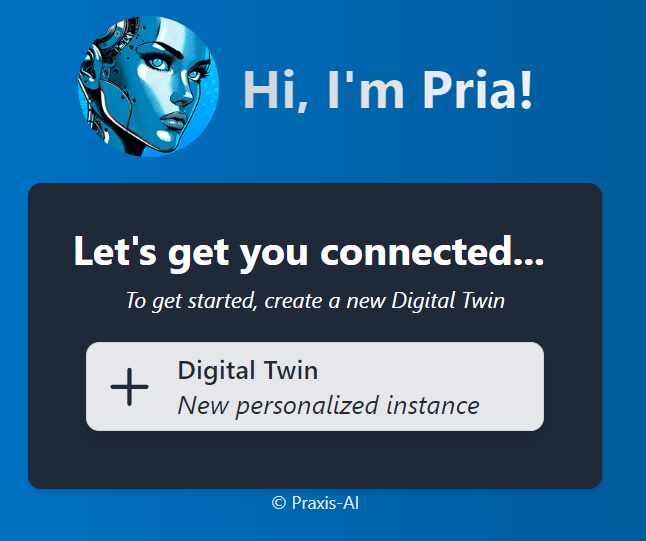 Hi, I'm Pria!
Let's get you connected...
To get started, create a new Digital Twin
Digital Twin
New personalized instance
© Praxis-AI